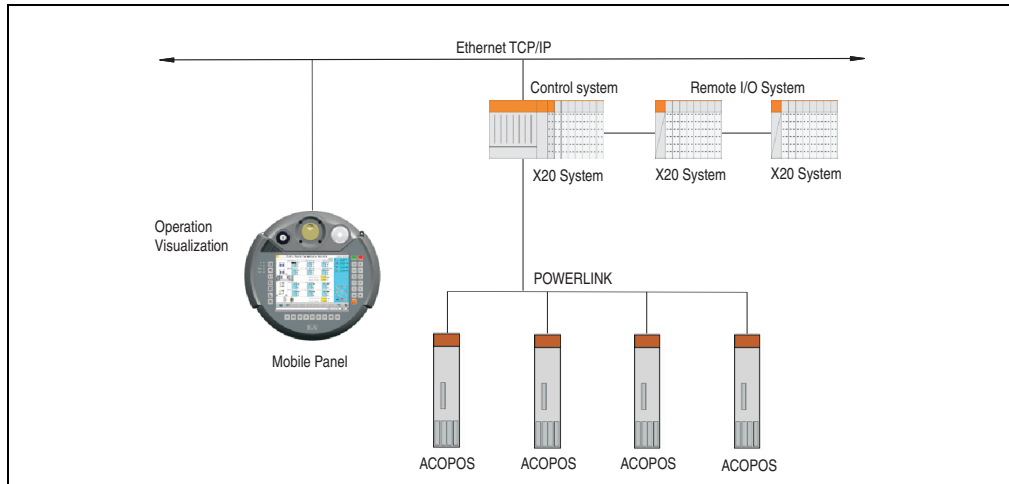 Ethernet TCP/IP
Control system
Remote I/O System
X20 System
X20 System
X20 System
Operation
Visualization
Mobile Panel
POWERLINK
ACOPOS
ACOPOS
ACOPOS
ACOPOS